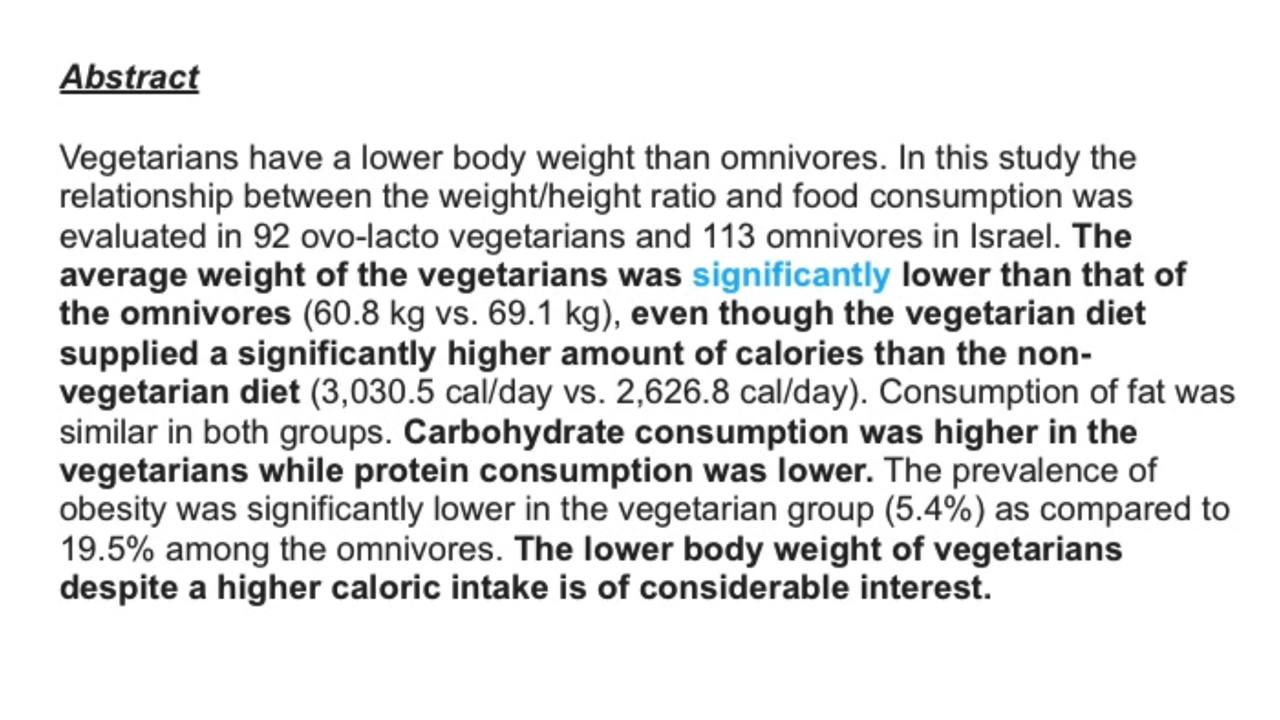 Abstract
Vegetarians have a lower body weight than omnivores. In this study the
relationship between the weight/height ratio and food consumption was
evaluated in 92 ovo-lacto vegetarians and 113 omnivores in Israel. The
average weight of the vegetarians was significantly lower than that of
the omnivores (60.8 kg vs. 69.1 kg), even though the vegetarian diet
supplied a significantly higher amount of calories than the non-
vegetarian diet (3,030.5 cal/day vs. 2,626.8 cal/day). Consumption of fat was
similar in both groups. Carbohydrate consumption was higher in the
vegetarians while protein consumption was lower. The prevalence of
obesity was significantly lower in the vegetarian group (5.4%) as compared to
19.5% among the omnivores. The lower body weight of vegetarians
despite a higher caloric intake is of considerable interest.